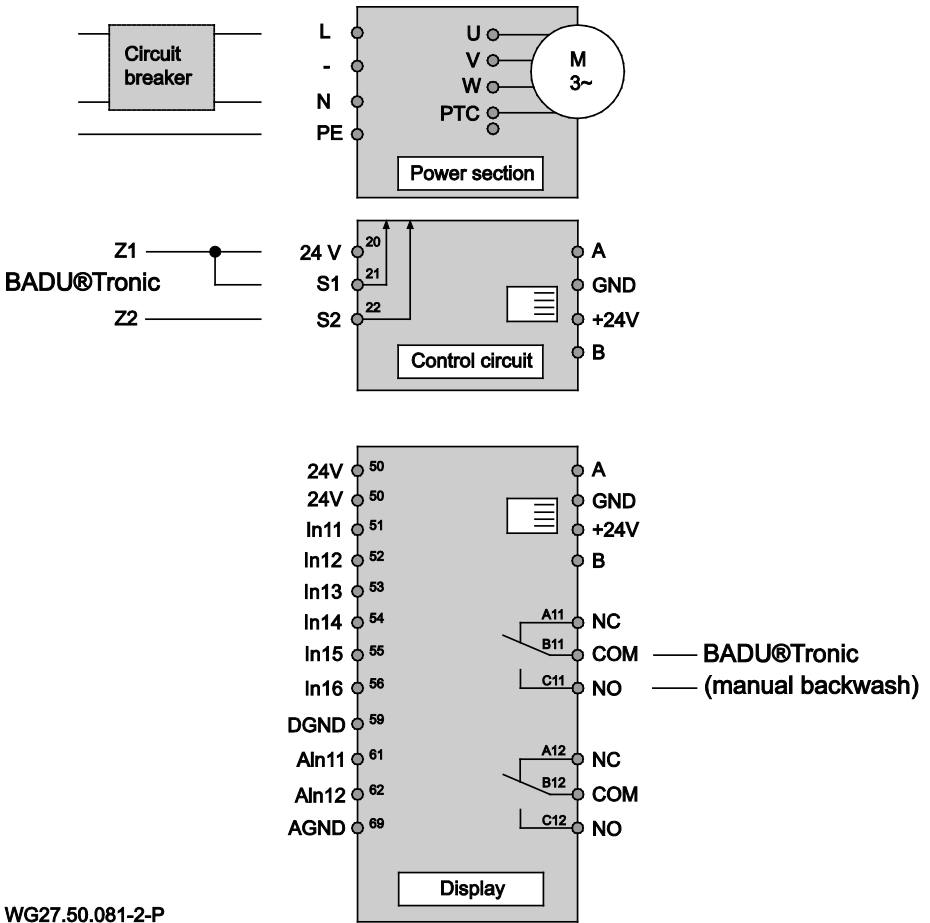 Circuit
breaker
L
-
N
PE
U
V
W
PTC
M
3~
Power section
Z1
BADU®Tronic
Z2
24 V 20
S1 21
S2 22
A
GND
+24V
B
Control circuit
24V 50
24V 50
In11 51
In12 52
In13 53
In14 54
In15 55
In16 56
DGND 59
AIn11 61
AIn12 62
AGND 69
A
GND
+24V
B
A11 NC
B11 COM BADU®Tronic
C11 NO (manual backwash)
A12 NC
B12 COM
C12 NO
Display
WG27.50.081-2-P